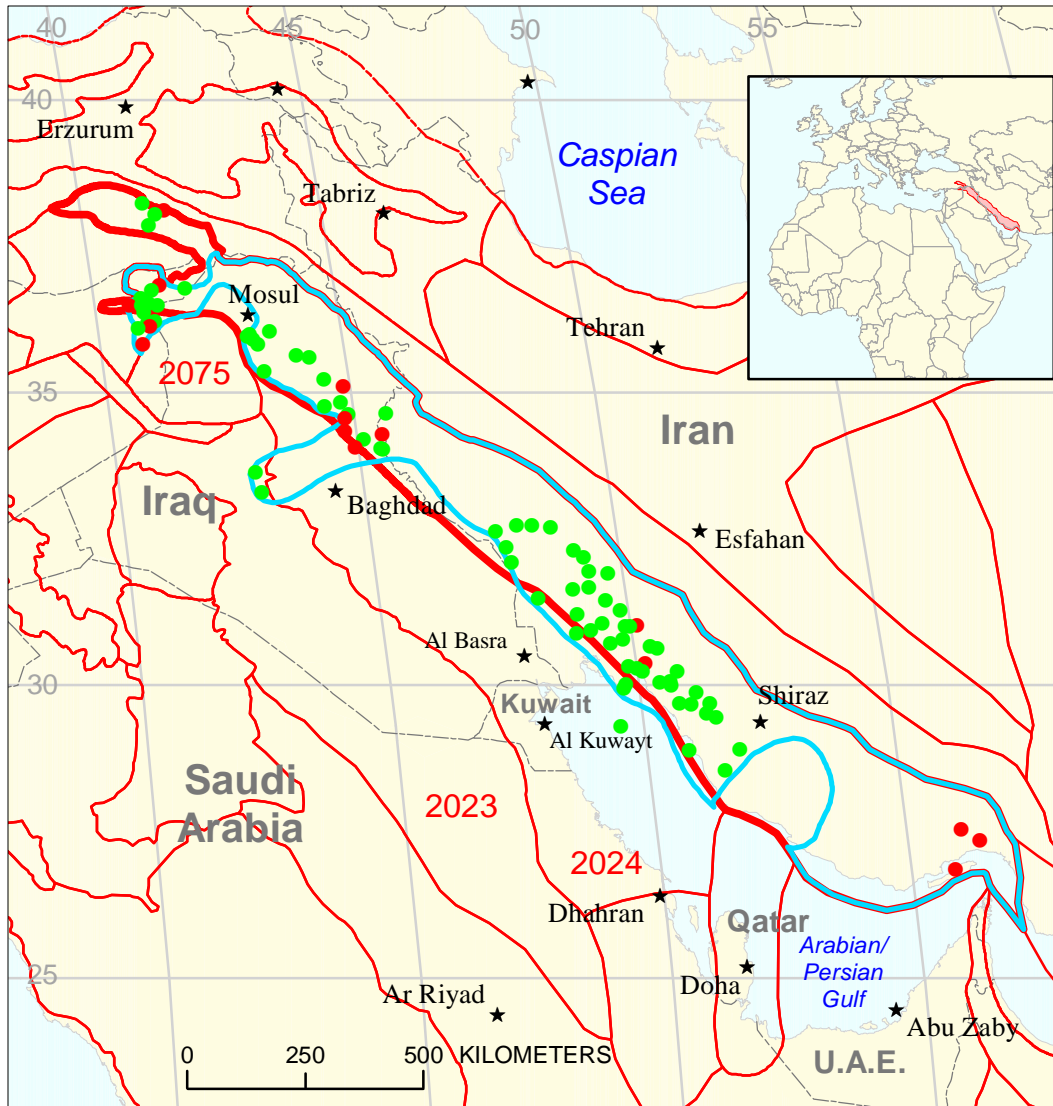 40
45
50
55
40
Erzurum
Caspian
Sea
Tabriz
Mosul
Tehran
2075
35
Iran
Iraq
Baghdad
Esfahan
Al Basra
30
Kuwait
Shiraz
Al Kuwayt
Saudi
Arabia
2023
2024
Dhahran
Qatar
Arabian/
Persian
Gulf
25
Doha
Ar Riyad
Abu Zaby
0 250 500 KILOMETERS
U.A.E.